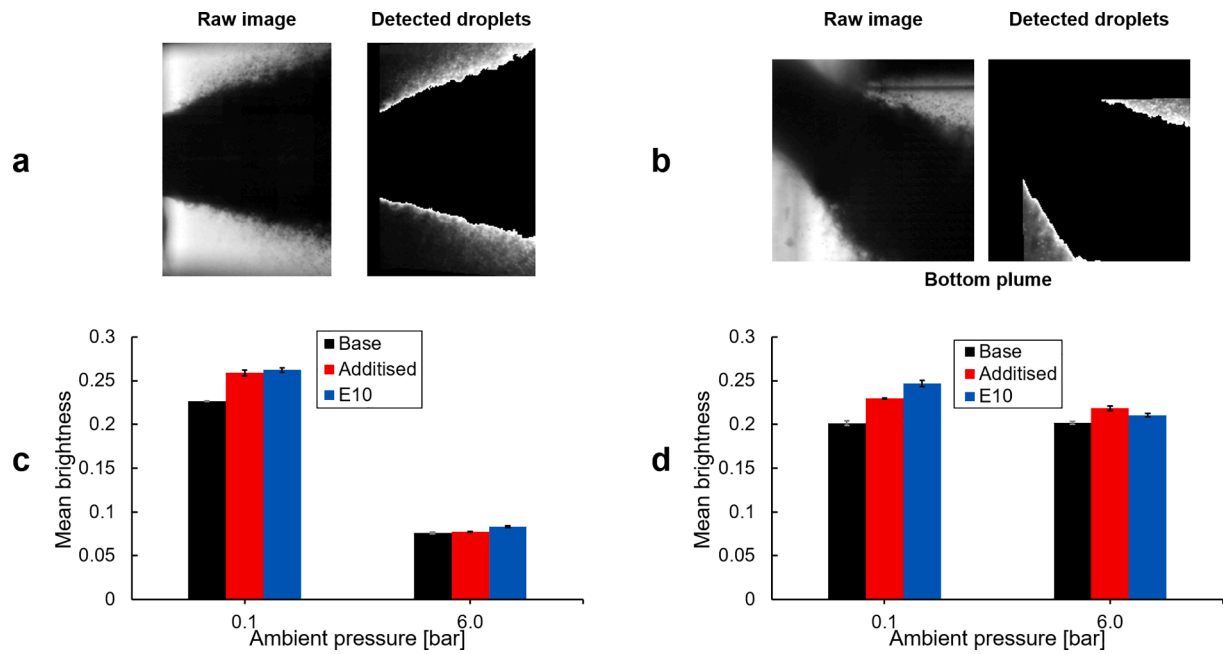 Raw image
Detected droplets
Raw image
Detected droplets
a
b
Bottom plume
0.3
0.25
0.2
0.15
0.1
0.05
0
Mean brightness
c
Base
Additised
E10
0.1
6.0
Ambient pressure [bar]
0.3
0.25
0.2
0.15
0.1
0.05
0
Mean brightness
d
Base
Additised
E10
0.1
6.0
Ambient pressure [bar]